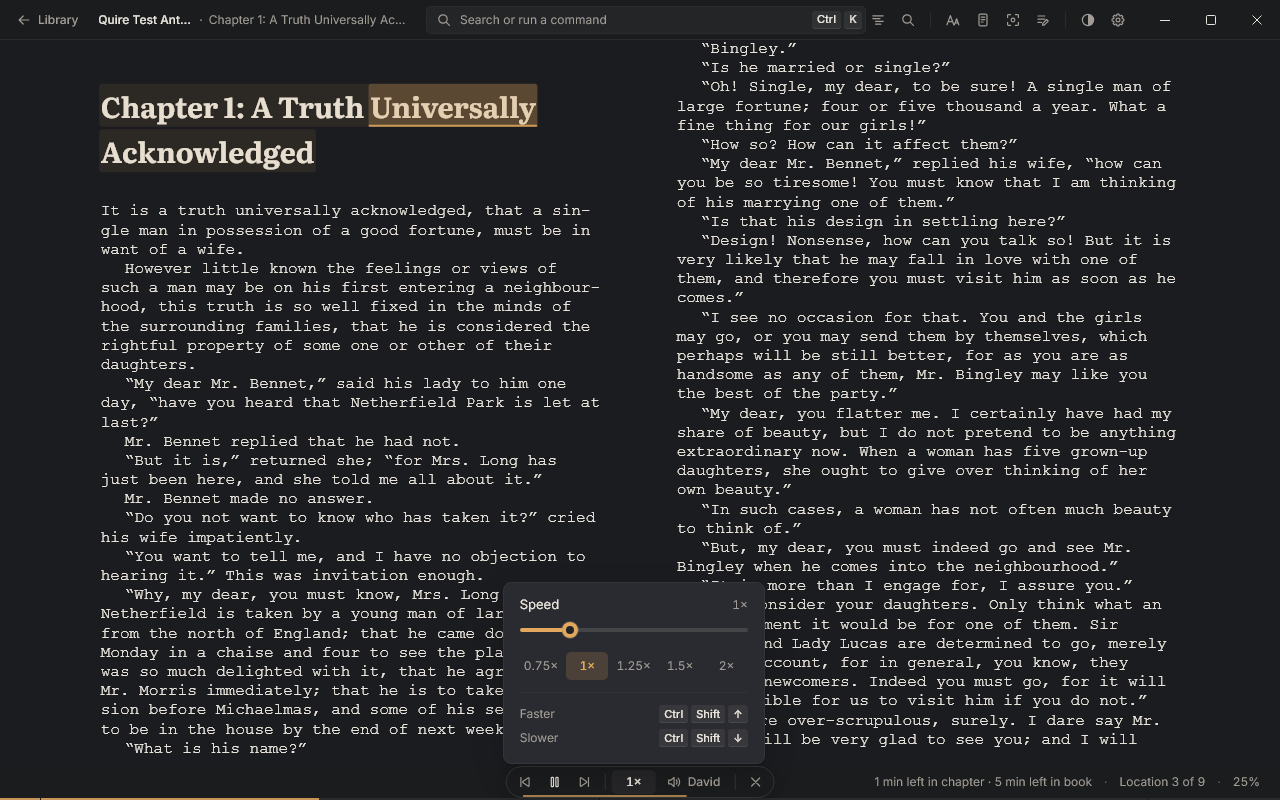 Library
Quire Test Ant... · Chapter 1: A Truth Universally Ac...
Search or run a command
Ctrl K
Chapter 1: A Truth Universally
Acknowledged
It is a truth universally acknowledged, that a sin-
gle man in possession of a good fortune, must be in
want of a wife.
However little known the feelings or views of
such a man may be on his first entering a neighbour-
hood, this truth is so well fixed in the minds of
the surrounding families, that he is considered the
rightful property of some one or other of their
daughters.
“My dear Mr. Bennet,” said his lady to him one
day, “have you heard that Netherfield Park is let at
last?”
Mr. Bennet replied that he had not.
“But it is,” returned she; “for Mrs. Long has
just been here, and she told me all about it.”
Mr. Bennet made no answer.
“Do you not want to know who has taken it?” cried
his wife impatiently.
“You want to tell me, and I have no objection to
hearing it.” This was invitation enough.
“Why, my dear, you must know, Mrs. Long
Netherfield is taken by a young man of lar
from the north of England; that he came do
Monday in a chaise and four to see the pla
was so much delighted with it, that he agr
Mr. Morris immediately; that he is to take
sion before Michaelmas, and some of his se
to be in the house by the end of next week
“What is his name?”
“Bingley.”
“Is he married or single?”
“Oh! Single, my dear, to be sure! A single man of
large fortune; four or five thousand a year. What a
fine thing for our girls!”
“How so? How can it affect them?”
“My dear Mr. Bennet,” replied his wife, “how can
you be so tiresome! You must know that I am thinking
of his marrying one of them.”
“Is that his design in settling here?”
“Design! Nonsense, how can you talk so! But it is
very likely that he may fall in love with one of
them, and therefore you must visit him as soon as he
comes.”
“I see no occasion for that. You and the girls
may go, or you may send them by themselves, which
perhaps will be still better, for as you are as
handsome as any of them, Mr. Bingley may like you
the best of the party.”
“My dear, you flatter me. I certainly have had my
share of beauty, but I do not pretend to be anything
extraordinary now. When a woman has five grown-up
daughters, she ought to give over thinking of her
own beauty.”
“In such cases, a woman has not often much beauty
to think of.”
“But, my dear, you must indeed go and see Mr.
Bingley when he comes into the neighbourhood.”
more than I engage for, I assure you.”
nsider your daughters. Only think what an
ment it would be for one of them. Sir
nd Lady Lucas are determined to go, merely
ccount, for in general, you know, they
newcomers. Indeed you must go, for it will
ible for us to visit him if you do not.”
re over-scrupulous, surely. I dare say Mr.
ill be very glad to see you; and I will
Speed 1×
0.75× 1× 1.25× 1.5× 2×
Faster Ctrl Shift ↑
Slower Ctrl Shift ↓
1× David
1 min left in chapter · 5 min left in book · Location 3 of 9 · 25%